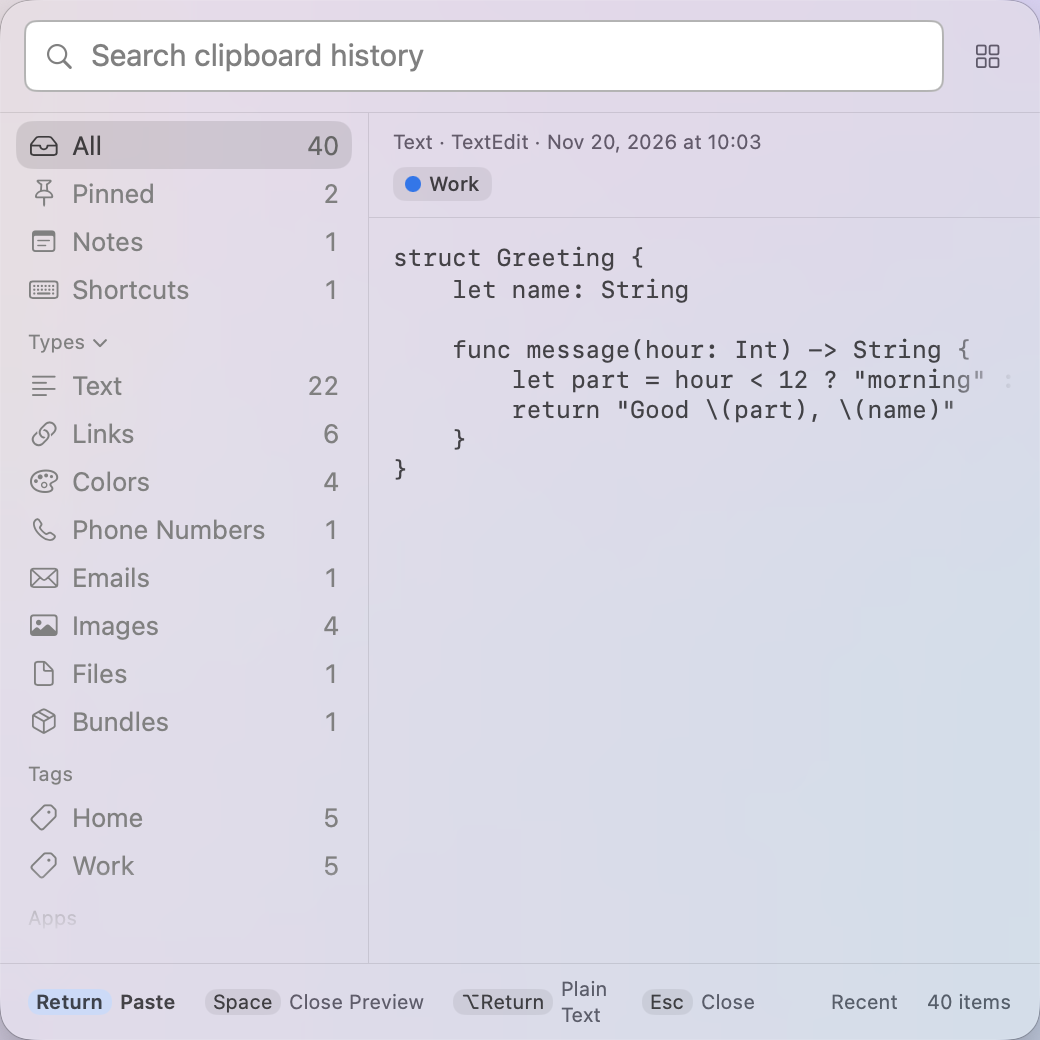 Search clipboard history
All 40
Pinned 2
Notes 1
Shortcuts 1
Types
Text 22
Links 6
Colors 4
Phone Numbers 1
Emails 1
Images 4
Files 1
Bundles 1
Tags
Home 5
Work 5
Apps
Text · TextEdit · Nov 20, 2026 at 10:03
Work
struct Greeting {
    let name: String

    func message(hour: Int) -> String {
        let part = hour < 12 ? "morning" :
        return "Good \(part), \(name)"
    }
}
Return Paste Space Close Preview ⌥Return Plain Text Esc Close Recent 40 items